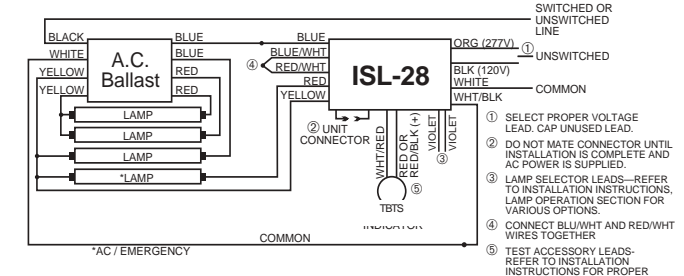 SWITCHED OR
UNSWITCHED
LINE
BLACK
BLUE
BLUE
ORG (277V)
①
WHITE
BLUE
BLUE/WHT
UNSWITCHED
A.C.
Ballast
④
RED/WHT
ISL-28
BLK (120V)
YELLOW
RED
RED
WHITE
COMMON
YELLOW
RED
YELLOW
WHT/BLK
LAMP
LAMP
LAMP
*LAMP
② UNIT
CONNECTOR
WHT/RED
RED OR
RED/BLK (+)
VIOLET
VIOLET
③
⑤
TBTS
INDICATOR
COMMON
*AC / EMERGENCY
① SELECT PROPER VOLTAGE
LEAD. CAP UNUSED LEAD.
② DO NOT MATE CONNECTOR UNTIL
INSTALLATION IS COMPLETE AND
AC POWER IS SUPPLIED.
③ LAMP SELECTOR LEADS—REFER
TO INSTALLATION INSTRUCTIONS,
LAMP OPERATION SECTION FOR
VARIOUS OPTIONS.
④ CONNECT BLU/WHT AND RED/WHT
WIRES TOGETHER
⑤ TEST ACCESSORY LEADS-
REFER TO INSTALLATION
INSTRUCTIONS FOR PROPER